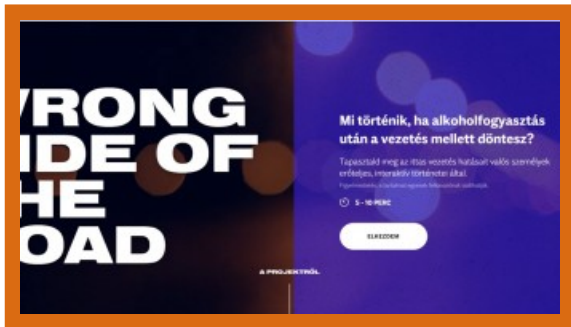 WRONG
IDE OF
HE
OAD
Mi történik, ha alkoholfogyasztás
után a vezetés mellett döntesz?
Tapasztald meg az ittas vezetés hatásait valós személyek
erőteljes, interaktív történetei által.
5 - 10 PERC
ELKEZDEM
A PROJEKTRŐL